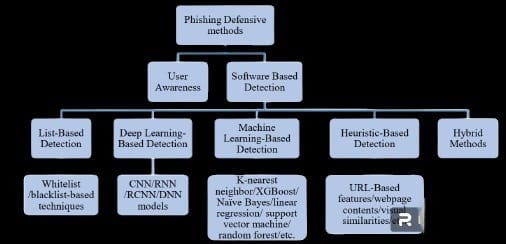 Phishing Defensive
methods
User
Awareness
Software Based
Detection
List-Based
Detection
Deep Learning-
Based Detection
Machine
Learning-Based
Detection
Heuristic-Based
Detection
Hybrid
Methods
Whitelist
/blacklist-based
techniques
CNN/RNN
/RCNN/DNN
models
K-nearest
neighbor/XGBoost/
Naïve Bayes/linear
regression/ support
vector machine/
random forest/etc.
URL-Based
features/webpage
contents/visual
similarities/